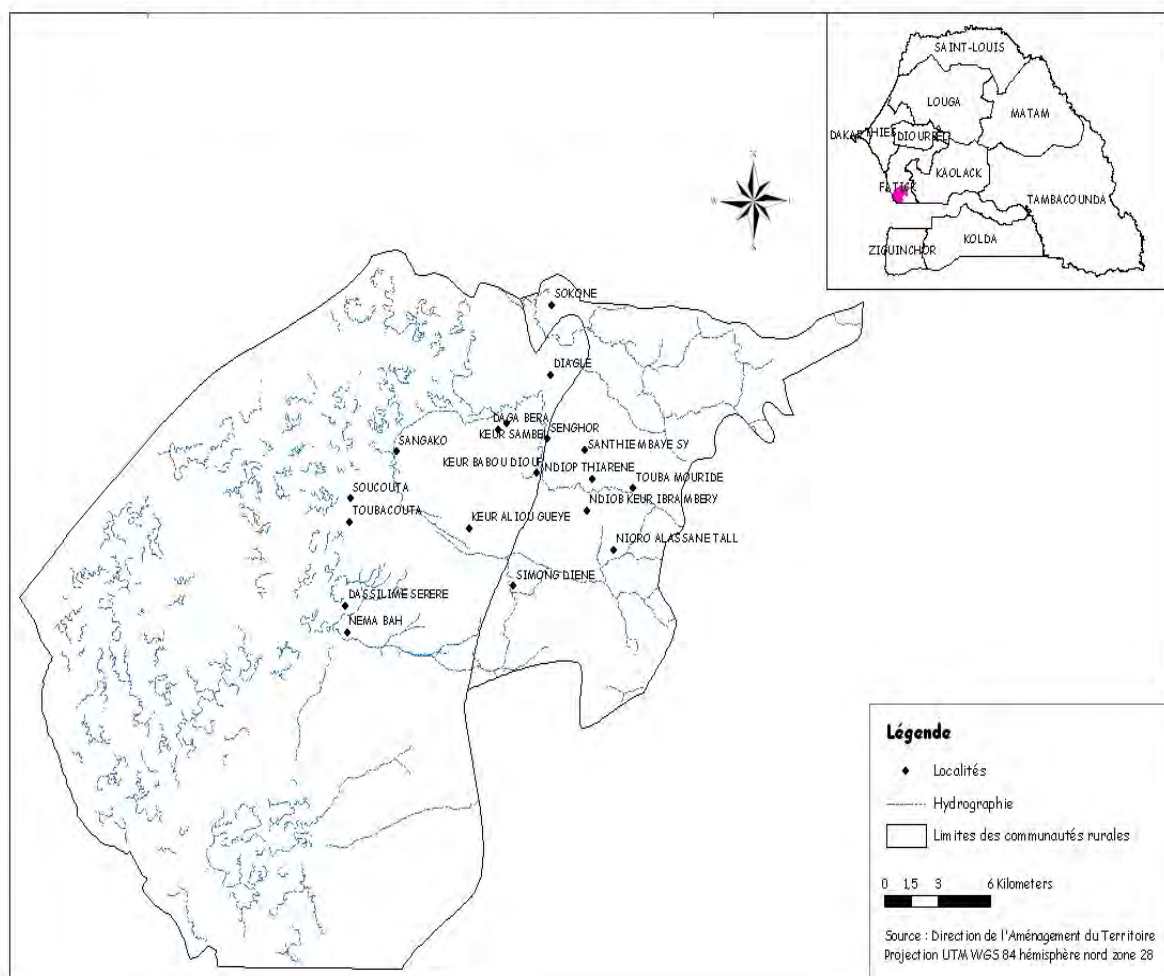 SAINT-LOUIS
LOUGA
MATAM
DAKAR
THIES
DIOURBEL
KAOLACK
FATICK
TAMBACOUNDA
ZIGUINCHOR
KOLDA
N
W
E
S
SOKONE
DIAGLE
DAGA BERA
KEUR SAMBEL
SENGHOR
SANGAKO
SANTHIE MBAYE SY
KEUR BABOU DIOUF
NDIOP THIARENE
TOUBA MOURIDE
SOUCOUTA
NDIOB KEUR IBRA MBERY
TOUBACOUTA
KEUR ALIOU GUEYE
NIORO ALASSANE TALL
SIMONG DIENE
DASSILIME SERERE
NEMA BAH
Légende
Localités
Hydrographie
Limites des communautés rurales
0 1,5 3 6 Kilometers
Source : Direction de l'Aménagement du Territoire
Projection UTM WGS 84 hémisphère nord zone 28